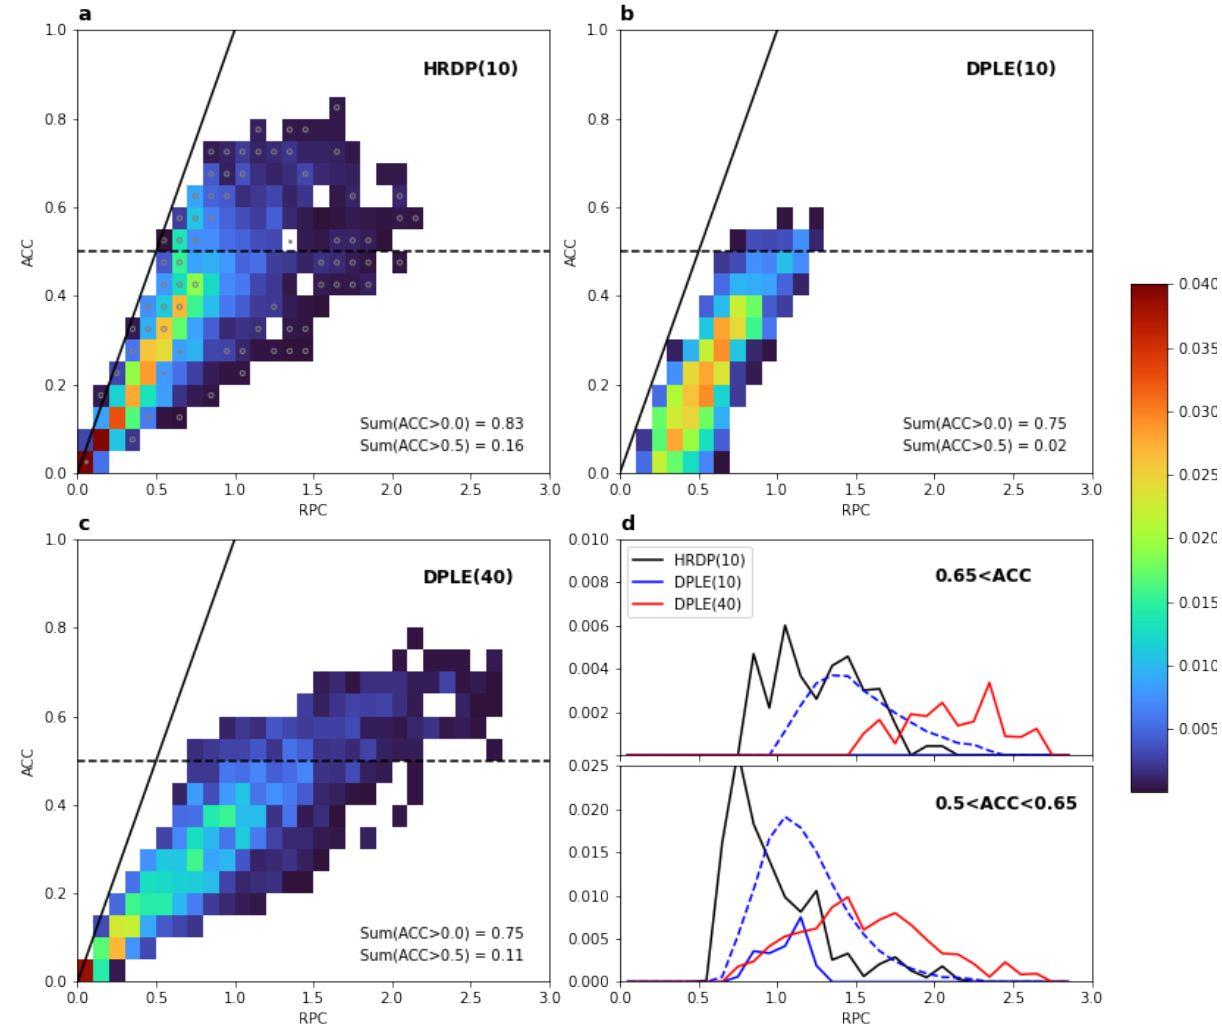 a
1.0
0.8
0.6
0.4
0.2
0.0
ACC
HRDP(10)
Sum(ACC>0.0) = 0.83
Sum(ACC>0.5) = 0.16
0.0 0.5 1.0 1.5 2.0 2.5 3.0
RPC
b
1.0
0.8
0.6
0.4
0.2
0.0
ACC
DPLE(10)
Sum(ACC>0.0) = 0.75
Sum(ACC>0.5) = 0.02
0.0 0.5 1.0 1.5 2.0 2.5 3.0
RPC
c
1.0
0.8
0.6
0.4
0.2
0.0
ACC
DPLE(40)
Sum(ACC>0.0) = 0.75
Sum(ACC>0.5) = 0.11
0.0 0.5 1.0 1.5 2.0 2.5 3.0
RPC
d
0.010
0.008
0.006
0.004
0.002
HRDP(10)
DPLE(10)
DPLE(40)
0.65<ACC
0.025
0.020
0.015
0.010
0.005
0.000
0.5<ACC<0.65
0.0 0.5 1.0 1.5 2.0 2.5 3.0
RPC
0.040
0.035
0.030
0.025
0.020
0.015
0.010
0.005